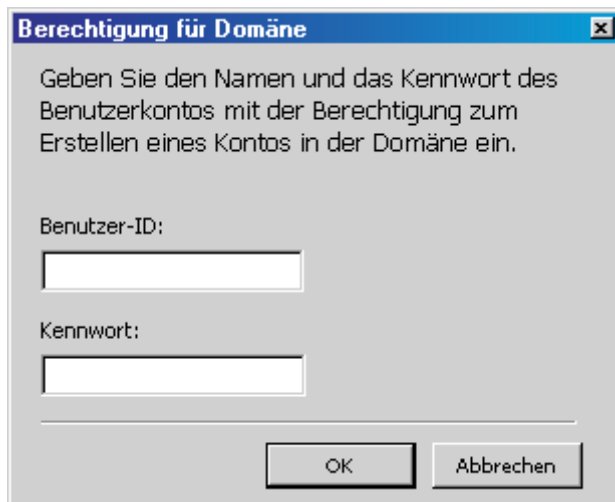 Berechtigung für Domäne
Geben Sie den Namen und das Kennwort des
Benutzerkontos mit der Berechtigung zum
Erstellen eines Kontos in der Domäne ein.
Benutzer-ID:
Kennwort:
OK
Abbrechen